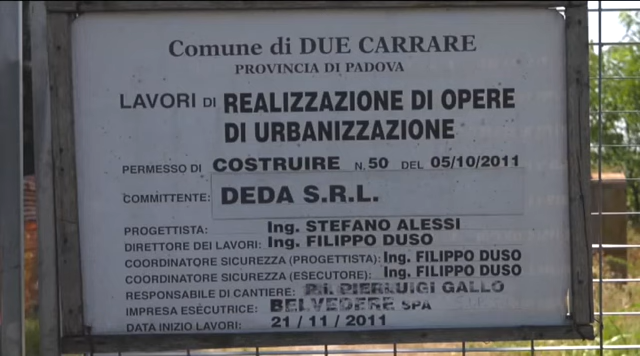 Comune di DUE CARRARE
PROVINCIA DI PADOVA
LAVORI DI REALIZZAZIONE DI OPERE
DI URBANIZZAZIONE
PERMESSO DI COSTRUIRE N. 50 DEL 05/10/2011
COMMITTENTE: DEDA S.R.L.
PROGETTISTA: Ing. STEFANO ALESSI
DIRETTORE DEI LAVORI: Ing. FILIPPO DUSO
COORDINATOR SICUREZZA (PROGETTISTA): Ing. FILIPPO DUSO
COORDINATOR SICUREZZA (ESECUTORE): Ing. FILIPPO DUSO
RESPONSABILE DI CANTIERE: P.i. PIERLUIGI GALLO
IMPRESA ESÉCUTRICE: BELVEDERE SPA
DATA INIZIO LAVORI: 21/11/2011